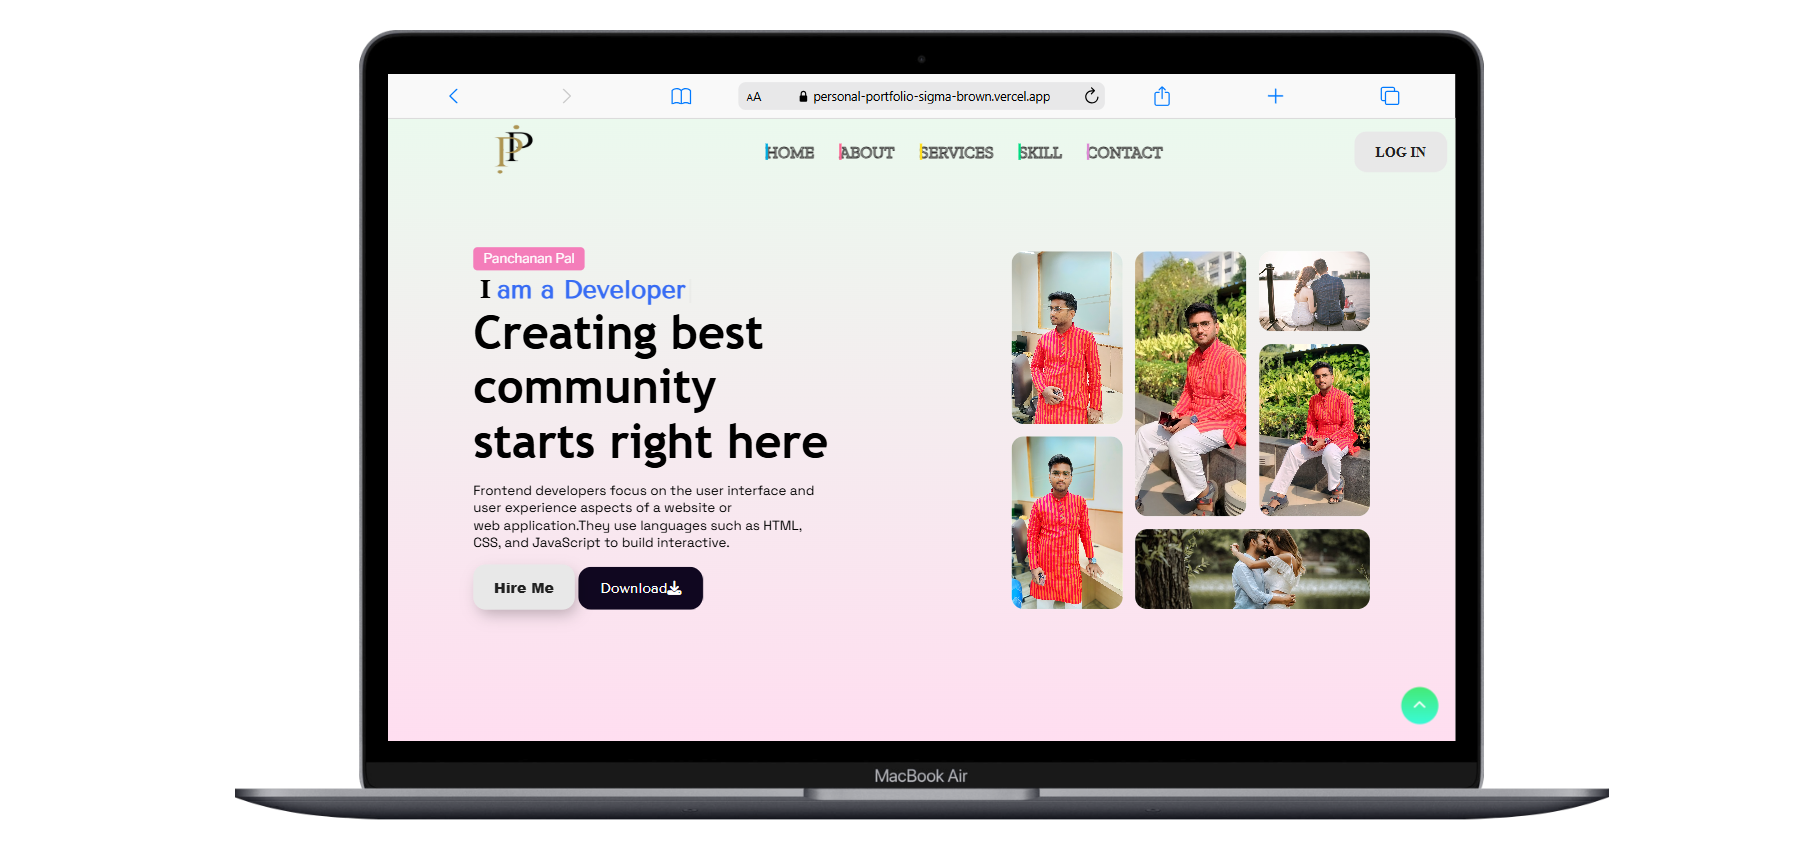 AA personal-portfolio-sigma-brown.vercel.app
PP
HOME ABOUT SERVICES SKILL CONTACT
LOG IN
Panchanan Pal
I am a Developer
Creating best
community
starts right here
Frontend developers focus on the user interface and
user experience aspects of a website or
web application.They use languages such as HTML,
CSS, and JavaScript to build interactive.
Hire Me
Download
MacBook Air